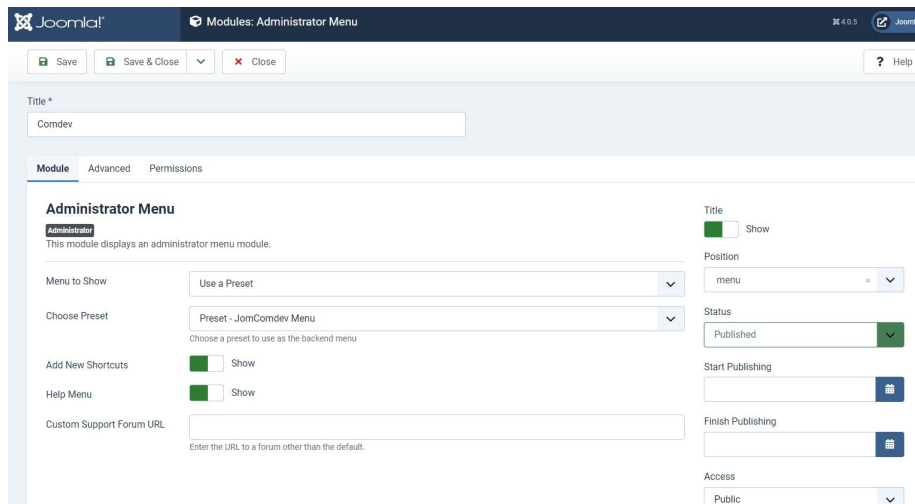 Joomla!
Modules: Administrator Menu
4.0.5
Save
Save & Close
Close
? Help
Title *
Comdev
Module
Advanced
Permissions
Administrator Menu
Administrator
This module displays an administrator menu module.
Menu to Show
Use a Preset
Choose Preset
Preset - JomComdev Menu
Choose a preset to use as the backend menu
Add New Shortcuts
Show
Help Menu
Show
Custom Support Forum URL
Enter the URL to a forum other than the default.
Title
Show
Position
menu
×
Status
Published
Start Publishing
Finish Publishing
Access
Public